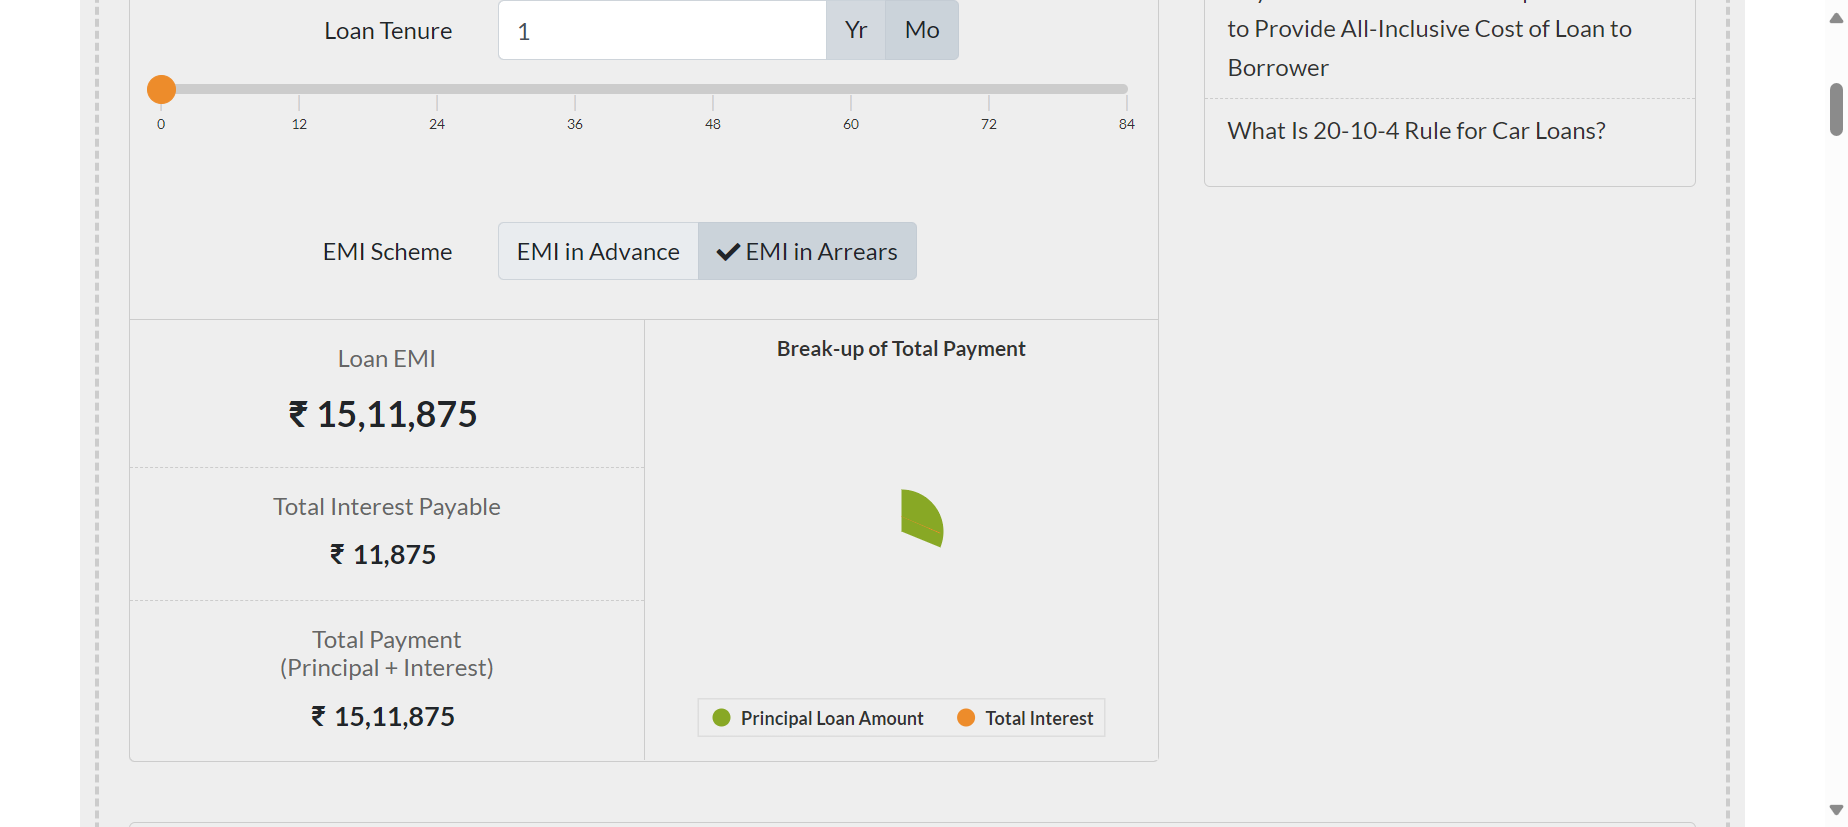 Loan Tenure
1
Yr
Mo
0
12
24
36
48
60
72
84
EMI Scheme
EMI in Advance
EMI in Arrears
Loan EMI
₹ 15,11,875
Total Interest Payable
₹ 11,875
Total Payment
(Principal + Interest)
₹ 15,11,875
Break-up of Total Payment
Principal Loan Amount
Total Interest
to Provide All-Inclusive Cost of Loan to
Borrower
What Is 20-10-4 Rule for Car Loans?